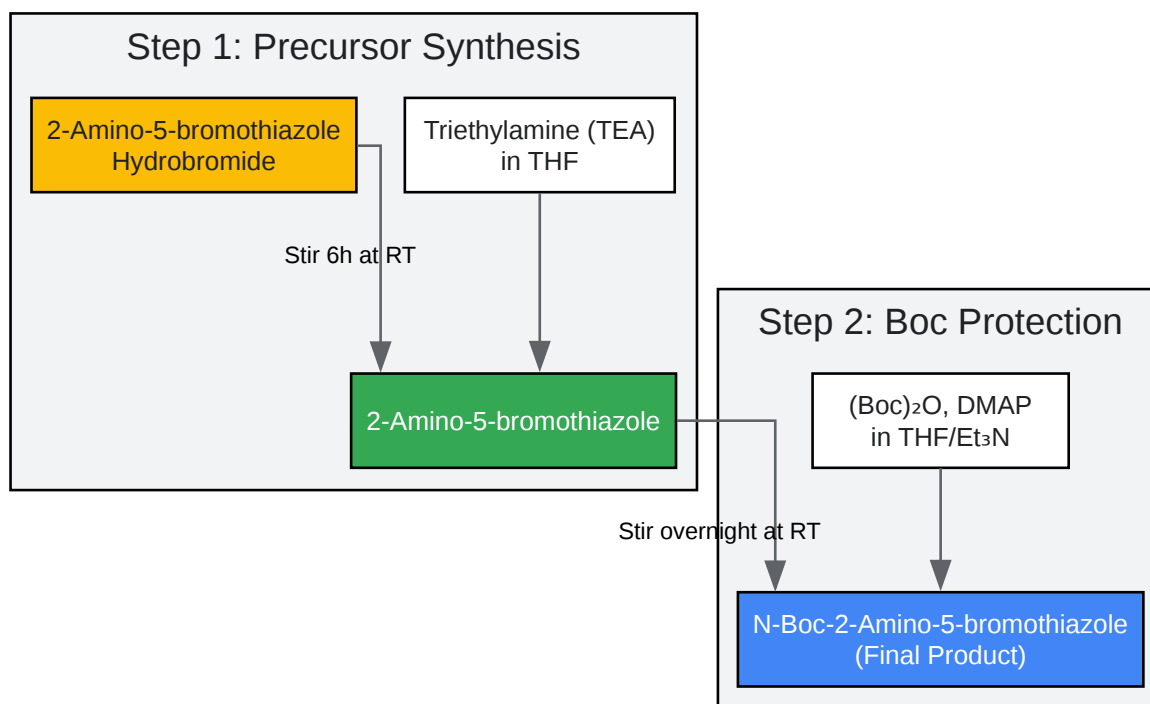 Step 1: Precursor Synthesis
2-Amino-5-bromothiazole
Hydrobromide
Triethylamine (TEA)
in THF
Stir 6h at RT
2-Amino-5-bromothiazole
Step 2: Boc Protection
(Boc)₂O, DMAP
in THF/Et₃N
Stir overnight at RT
N-Boc-2-Amino-5-bromothiazole
(Final Product)